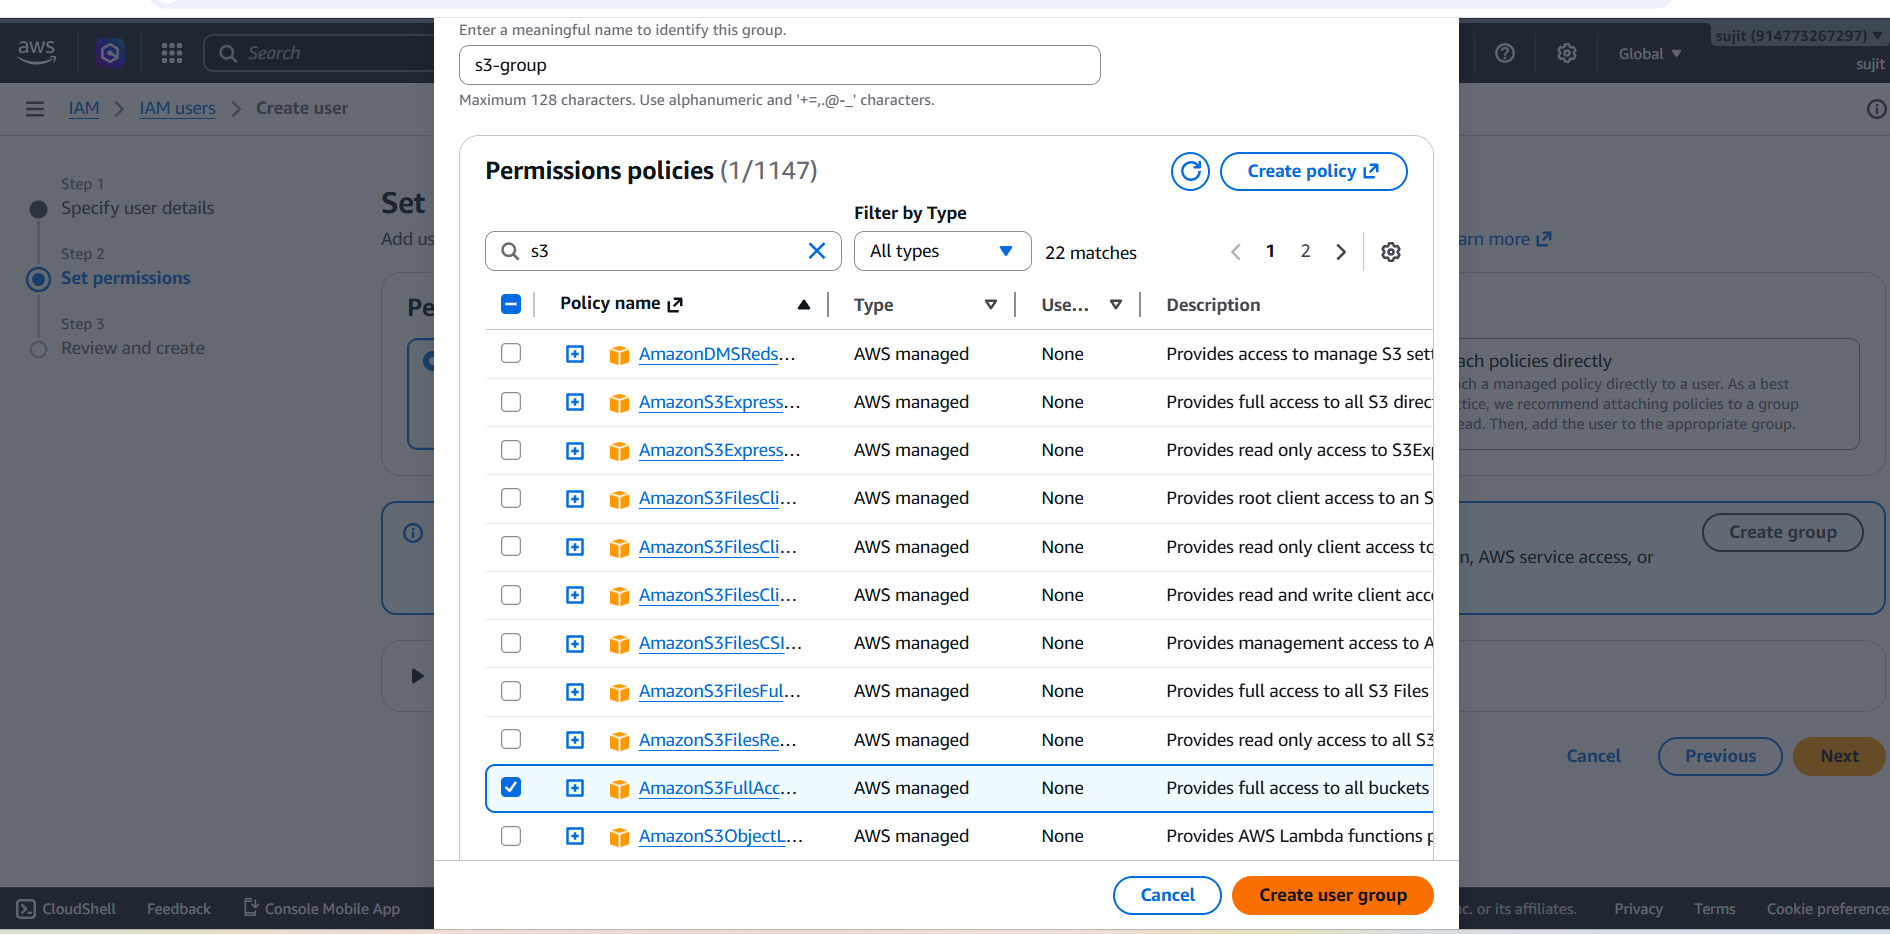 Enter a meaningful name to identify this group.
s3-group
Maximum 128 characters. Use alphanumeric and '+=,.@-_' characters.
aws
Search
Global
sujit (914773267297)
sujit
IAM
IAM users
Create user
Step 1
Specify user details
Step 2
Set permissions
Step 3
Review and create
Set
Add us
Pe
Permissions policies (1/1147)
Create policy
Filter by Type
s3
All types
22 matches
1 2
Policy name Type Use... Description
AmazonDMSReds... AWS managed None Provides access to manage S3 sett
AmazonS3Express... AWS managed None Provides full access to all S3 direc
AmazonS3Express... AWS managed None Provides read only access to S3Exp
AmazonS3FilesCli... AWS managed None Provides root client access to an S
AmazonS3FilesCli... AWS managed None Provides read only client access to
AmazonS3FilesCli... AWS managed None Provides read and write client acce
AmazonS3FilesCSI... AWS managed None Provides management access to A
AmazonS3FilesFul... AWS managed None Provides full access to all S3 Files
AmazonS3FilesRe... AWS managed None Provides read only access to all S3
AmazonS3FullAcc... AWS managed None Provides full access to all buckets
AmazonS3ObjectL... AWS managed None Provides AWS Lambda functions p
Cancel
Create user group
arn more
ach policies directly
ch a managed policy directly to a user. As a best
ctice, we recommend attaching policies to a group
ead. Then, add the user to the appropriate group.
Create group
n, AWS service access, or
Cancel
Previous
Next
CloudShell
Feedback
Console Mobile App
nc. or its affiliates.
Privacy
Terms
Cookie preference